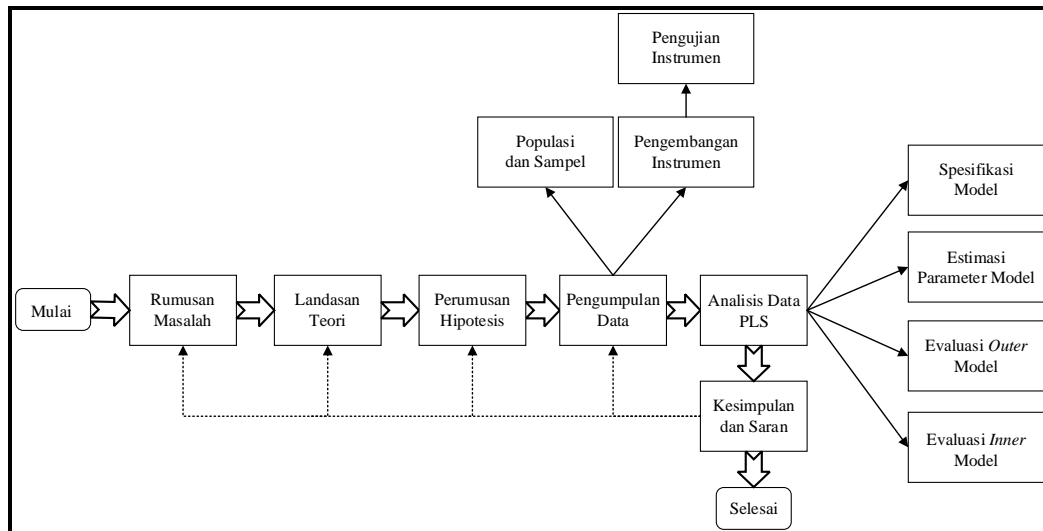 Pengujian
Instrumen
Populasi
dan Sampel
Pengembangan
Instrumen
Spesifikasi
Model
Estimasi
Parameter Model
Mulai
Rumusan
Masalah
Landasan
Teori
Perumusan
Hipotesis
Pengumpulan
Data
Analisis Data
PLS
Evaluasi Outer
Model
Kesimpulan
dan Saran
Evaluasi Inner
Model
Selesai